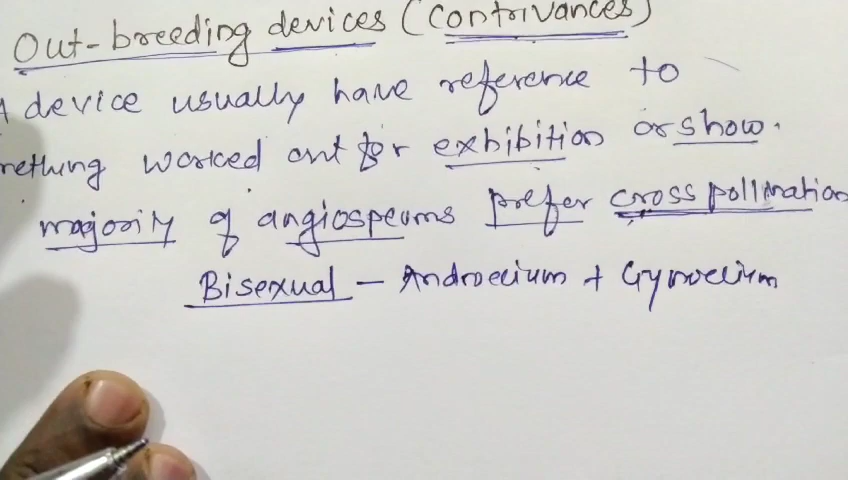 Out-breeding devices (Contrivances)
A device usually have reference to
mething worked out for exhibition or show.
majority of angiosperms prefer cross pollination
Bisexual - Androecium + Gynoecium